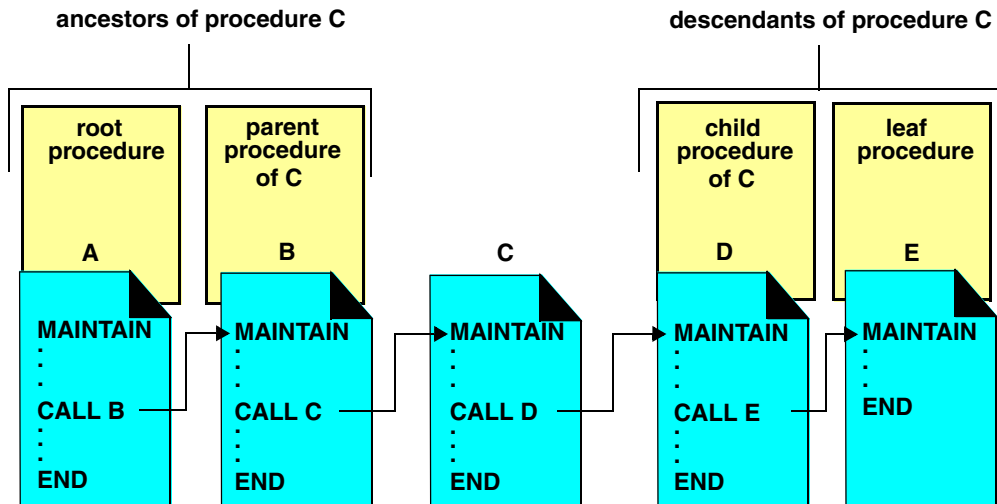 ancestors of procedure C
descendants of procedure C
root
procedure
parent
procedure
of C
child
procedure
of C
leaf
procedure
A
B
C
D
E
MAINTAIN
.
.
.
CALL B
.
.
.
END
MAINTAIN
.
.
.
CALL C
.
.
.
END
MAINTAIN
.
.
.
CALL D
.
.
.
END
MAINTAIN
.
.
.
CALL E
.
.
.
END
MAINTAIN
.
.
.
END